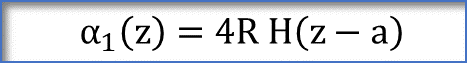 α₁(z) = 4R H(z − a)